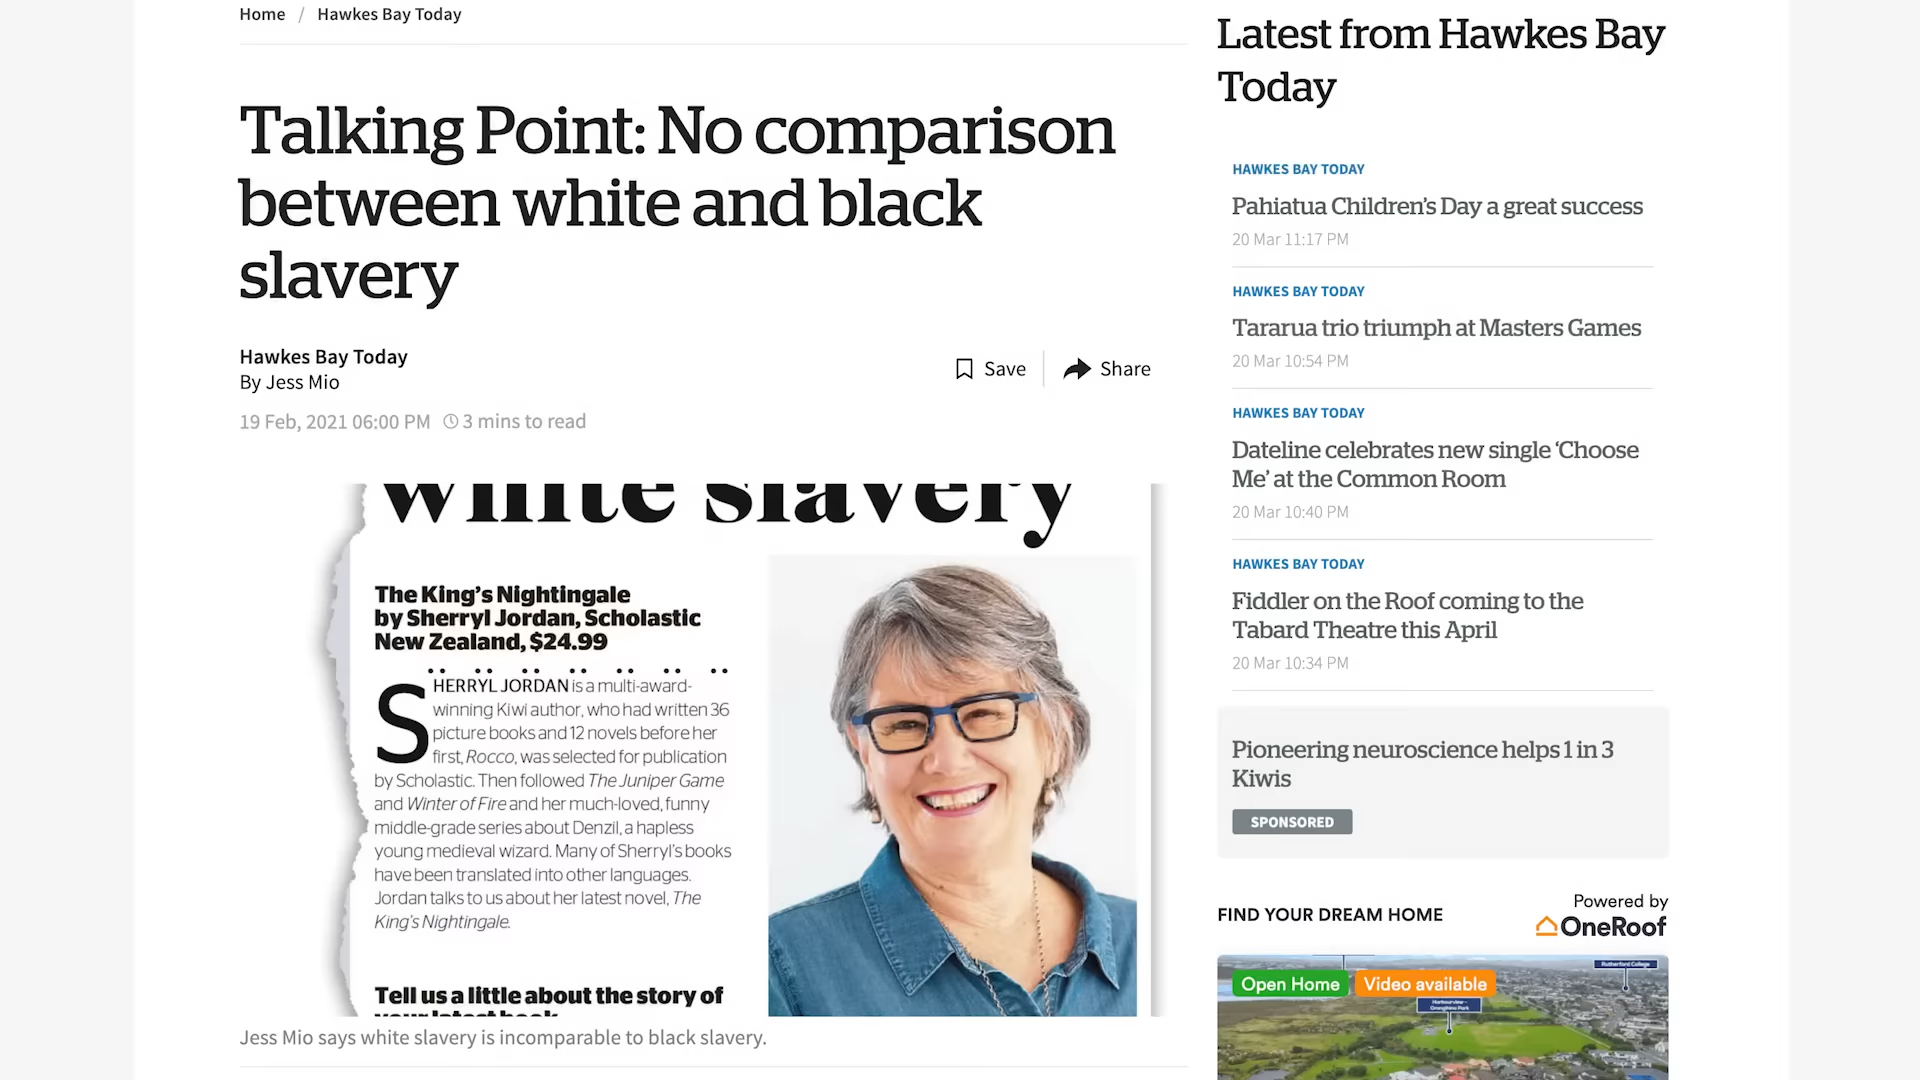 Home / Hawkes Bay Today
Talking Point: No comparison
between white and black
slavery
Hawkes Bay Today
By Jess Mio
Save
Share
19 Feb, 2021 06:00 PM
3 mins to read
white slavery
The King's Nightingale
by Sherryl Jordan, Scholastic
New Zealand, $24.99
SHERRYL JORDAN is a multi-award-
winning Kiwi author, who had written 36
picture books and 12 novels before her
first, Rocco, was selected for publication
by Scholastic. Then followed The Juniper Game
and Winter of Fire and her much-loved, funny
middle-grade series about Denzil, a hapless
young medieval wizard. Many of Sherryl's books
have been translated into other languages.
Jordan talks to us about her latest novel, The
King's Nightingale.
Tell us a little about the story of
your latest book
Jess Mio says white slavery is incomparable to black slavery.
Latest from Hawkes Bay
Today
HAWKES BAY TODAY
Pahiatua Children's Day a great success
20 Mar 11:17 PM
HAWKES BAY TODAY
Tararua trio triumph at Masters Games
20 Mar 10:54 PM
HAWKES BAY TODAY
Dateline celebrates new single ‘Choose
Me’ at the Common Room
20 Mar 10:40 PM
HAWKES BAY TODAY
Fiddler on the Roof coming to the
Tabard Theatre this April
20 Mar 10:34 PM
Pioneering neuroscience helps 1 in 3
Kiwis
SPONSORED
FIND YOUR DREAM HOME
Powered by
OneRoof
Rutherford College
Open Home
Video available
Harbourview -
Orangihina Park